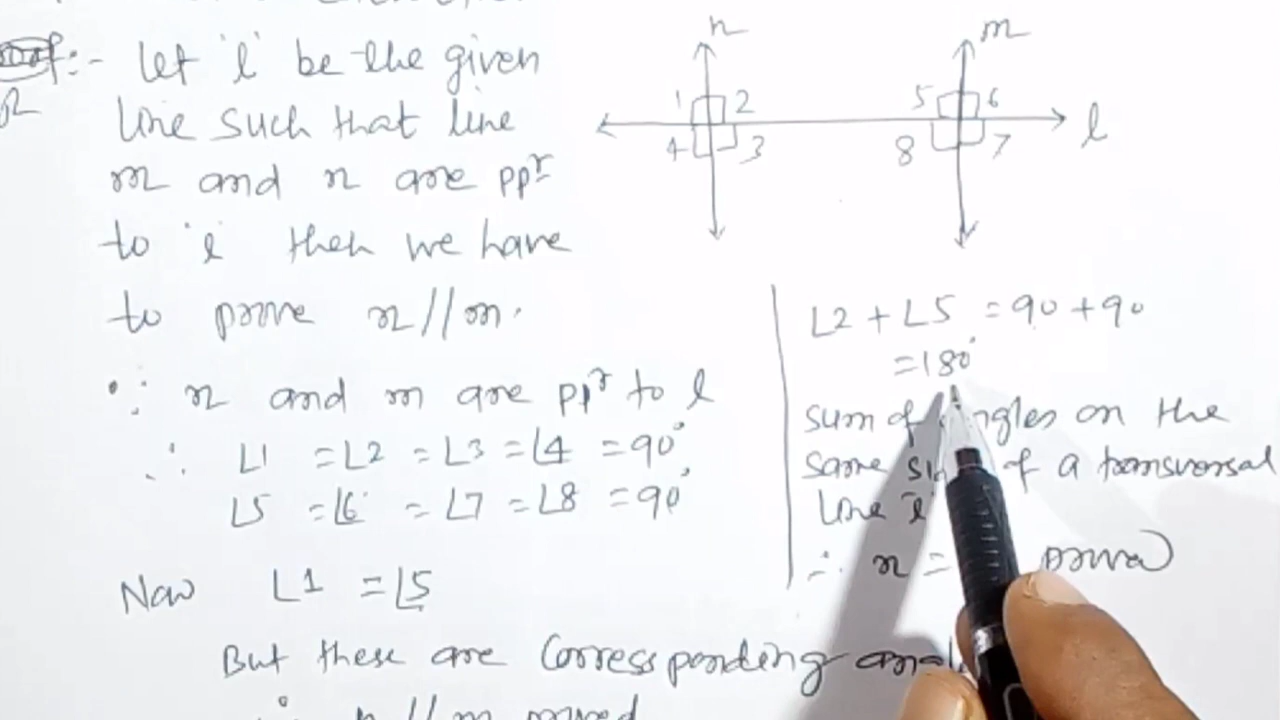 :- Let 'l' be the given
line such that line
m and n are ppr
to 'l' then we have
to prove n//m.
∵ n and m are ppr to l
∴ ∠1 = ∠2 = ∠3 = ∠4 = 90°
∠5 = ∠6 = ∠7 = ∠8 = 90°
Now ∠1 = ∠5
But these are Corresponding
n // m proved
n
m
1 2
5 6
l
4 3
8 7
∠2 + ∠5 = 90 + 90
= 180°
sum of angles on the
same of a transversal
line 'l'
∴ n =